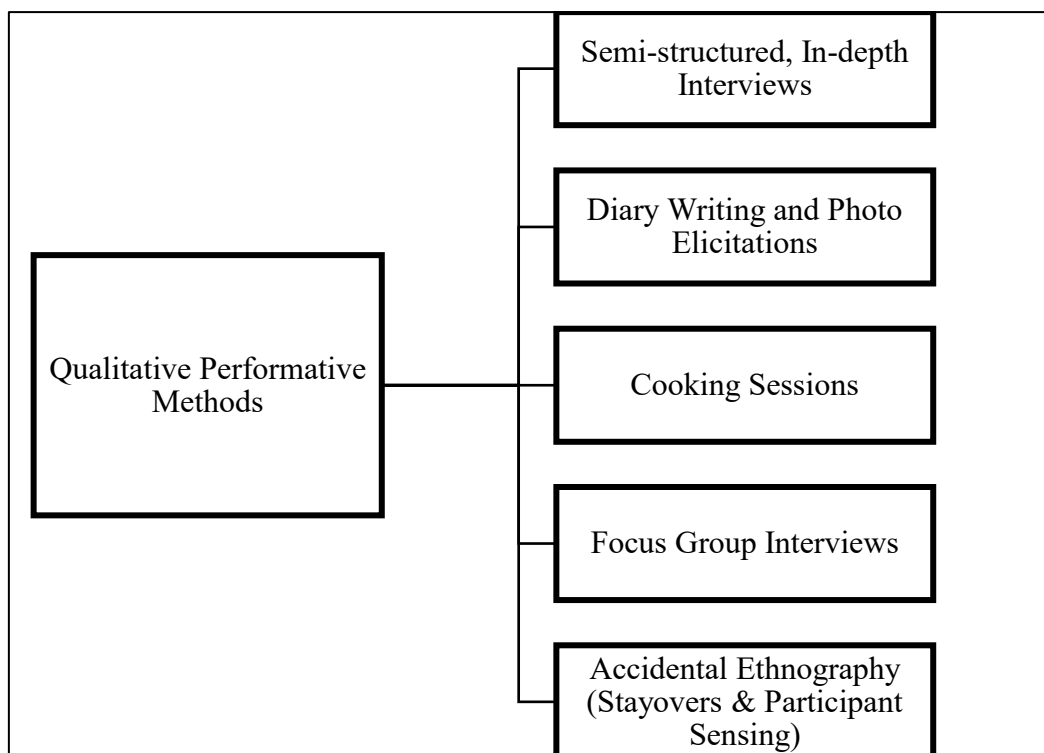 Semi-structured, In-depth
Interviews
Diary Writing and Photo
Elicitations
Qualitative Performative
Methods
Cooking Sessions
Focus Group Interviews
Accidental Ethnography
(Stayovers & Participant
Sensing)